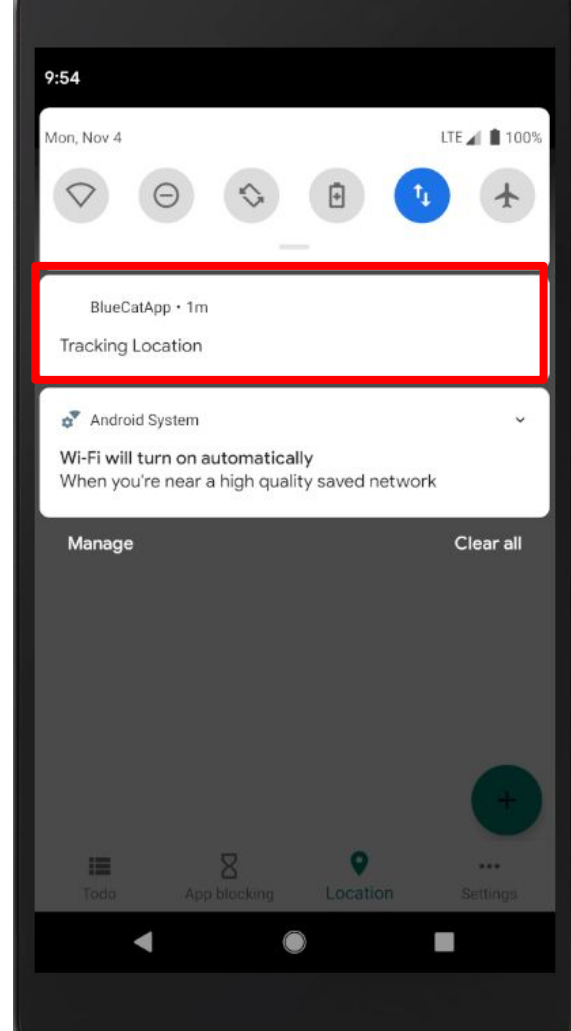 9:54
Mon, Nov 4 LTE 100%
BlueCatApp • 1m
Tracking Location
Android System
Wi-Fi will turn on automatically
When you're near a high quality saved network
Manage Clear all
Todo App blocking Location Settings